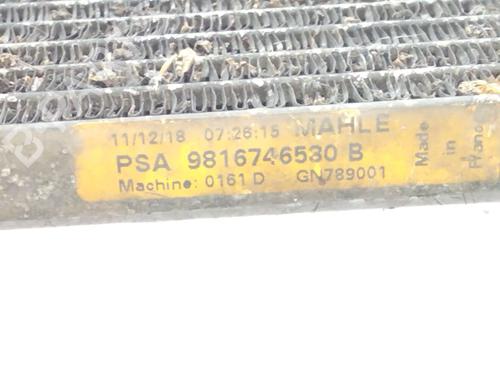 11/12/18 07:26:15 MAHLE
PSA 9816746530 B
Machine: 0161 D GN789001
Made
in
France